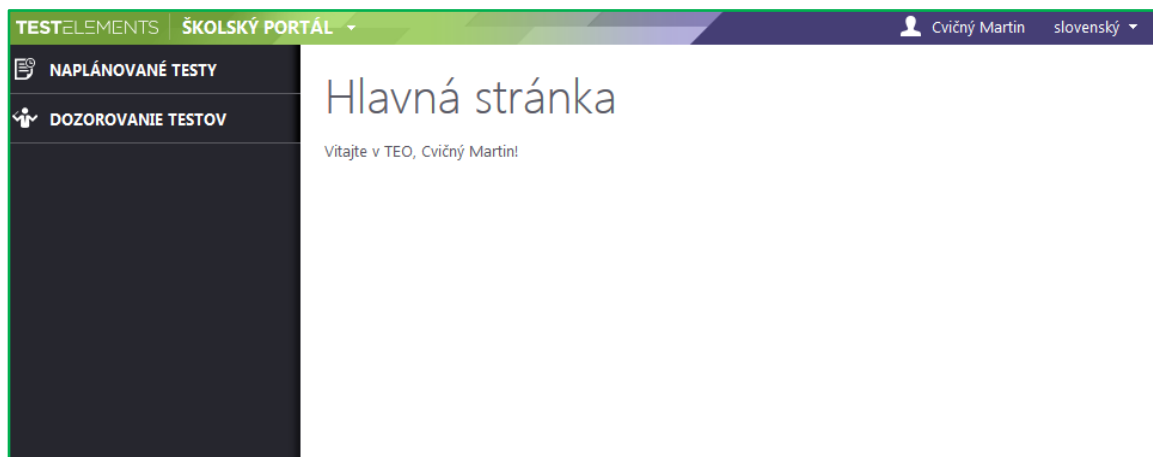 TESTELEMENTS ŠKOLSKÝ PORTÁL Cvičný Martin slovenský
NAPLÁNOVANÉ TESTY
DOZOROVANIE TESTOV
Hlavná stránka
Vitajte v TEO, Cvičný Martin!